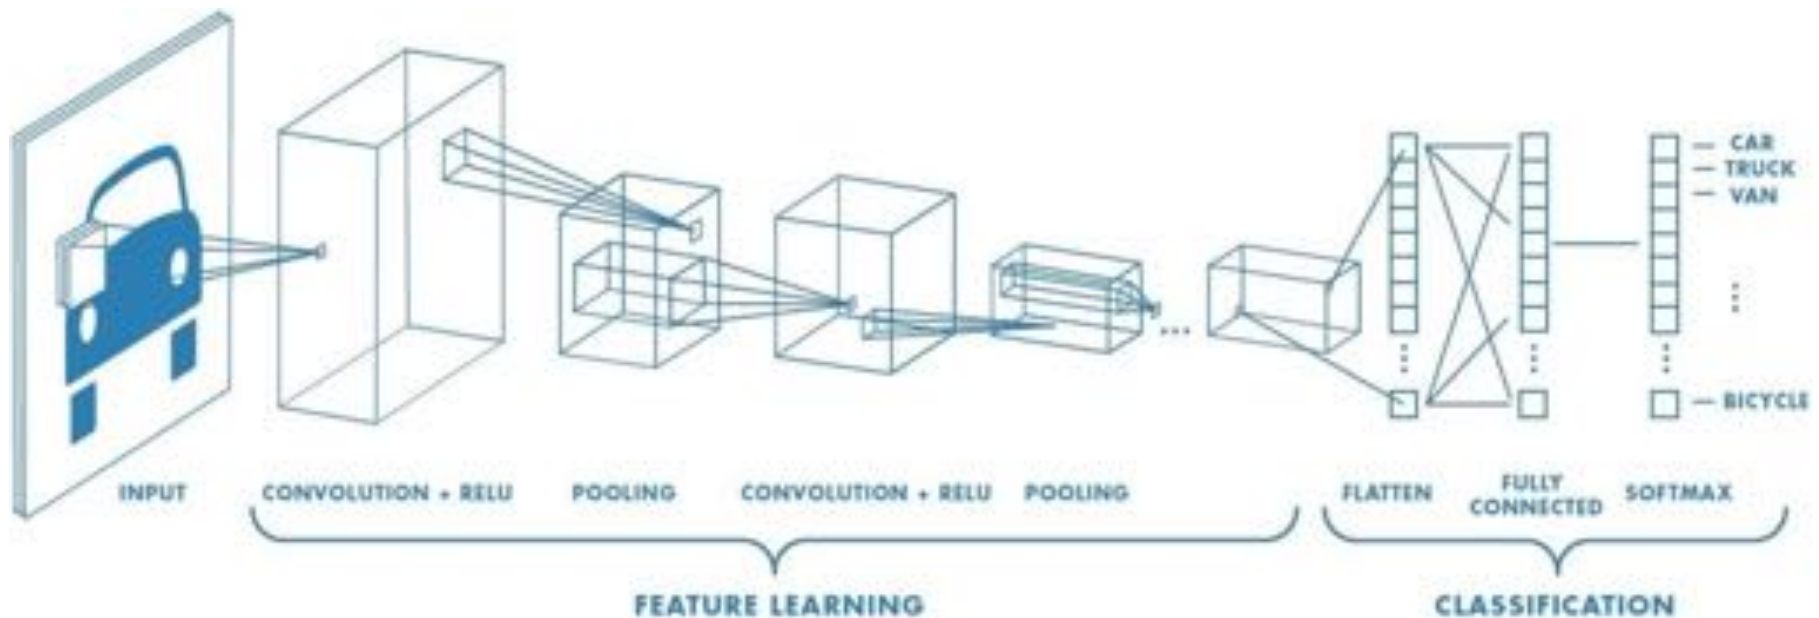 CAR
TRUCK
VAN
BICYCLE
INPUT
CONVOLUTION + RELU
POOLING
CONVOLUTION + RELU
POOLING
FLATTEN
FULLY
CONNECTED
SOFTMAX
FEATURE LEARNING
CLASSIFICATION